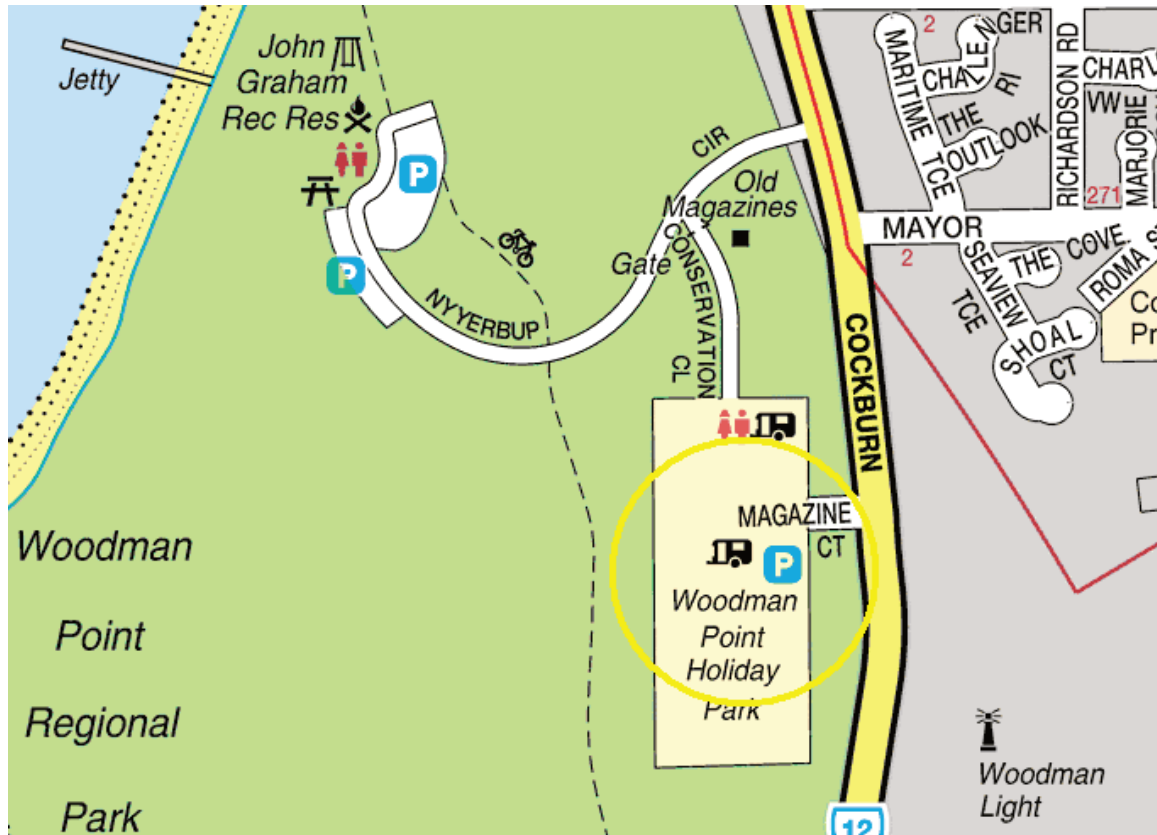 Jetty
John
Graham
Rec Res
P
P
NYYERBUP
CIR
Old
Magazines
Gate
CONSERVATION
CL
COCKBURN
2
MARITIME
TCE
CHALLENGER
RI
THE
OUTLOOK
RICHARDSON RD
VW
MARJORIE
271
MAYOR
2
SEAVIEW
TCE
THE COVE
ROMA
SHOAL
CT
MAGAZINE
CT
P
Woodman
Point
Holiday
Park
Woodman
Point
Regional
Park
Woodman
Light
12